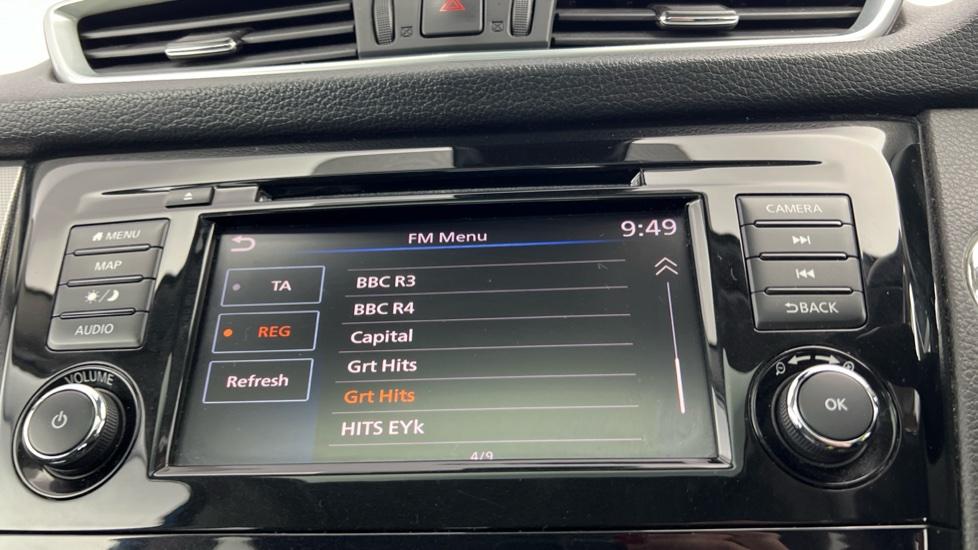 FM Menu
9:49
TA
REG
Refresh
BBC R3
BBC R4
Capital
Grt Hits
Grt Hits
HITS EYk
4/9
MENU
MAP
AUDIO
VOLUME
CAMERA
BACK
OK